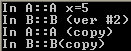 In A::A x=5
In B::B (ver #2)
In A::A (copy)
In B::B(copy)